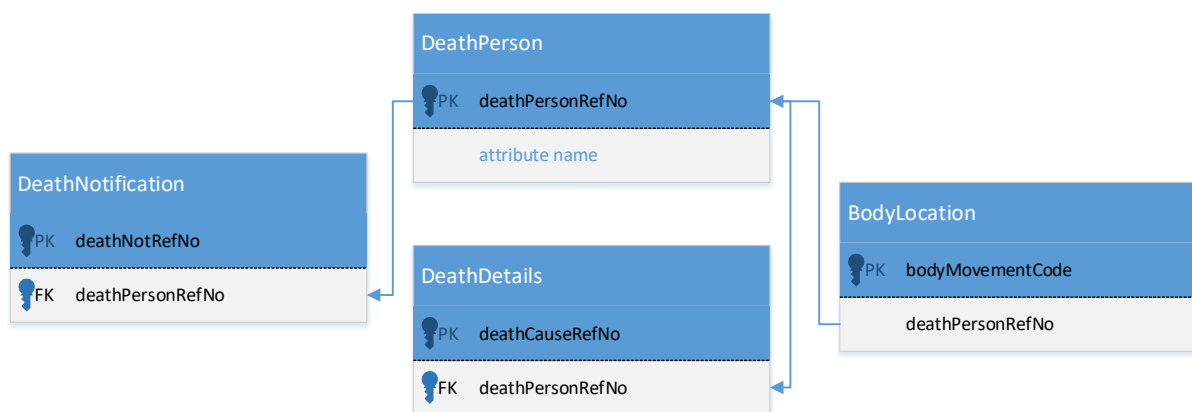 DeathPerson
PK deathPersonRefNo
attribute name
DeathNotification
PK deathNotRefNo
FK deathPersonRefNo
DeathDetails
PK deathCauseRefNo
FK deathPersonRefNo
BodyLocation
PK bodyMovementCode
deathPersonRefNo